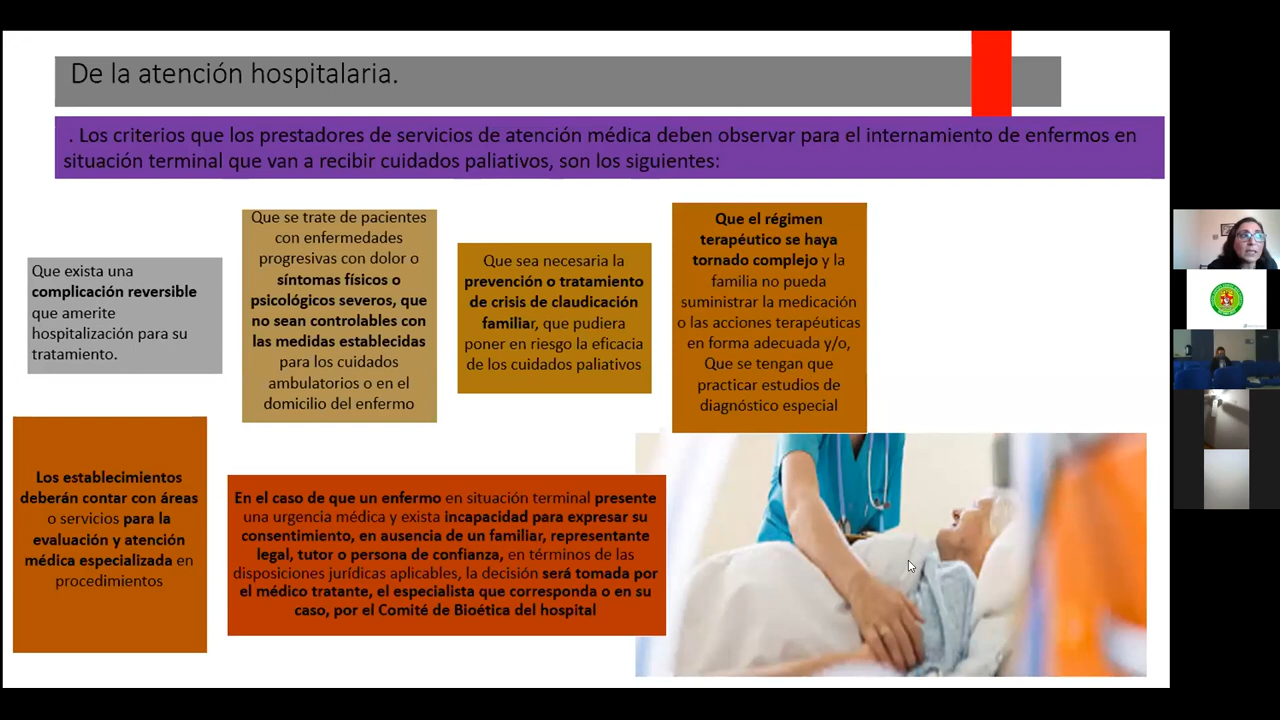 De la atención hospitalaria.
. Los criterios que los prestadores de servicios de atención médica deben observar para el internamiento de enfermos en
situación terminal que van a recibir cuidados paliativos, son los siguientes:
Que exista una
complicación reversible
que amerite
hospitalización para su
tratamiento.
Que se trate de pacientes
con enfermedades
progresivas con dolor o
síntomas físicos o
psicológicos severos, que
no sean controlables con
las medidas establecidas
para los cuidados
ambulatorios o en el
domicilio del enfermo
Que sea necesaria la
prevención o tratamiento
de crisis de claudicación
familiar, que pudiera
poner en riesgo la eficacia
de los cuidados paliativos
Que el régimen
terapéutico se haya
tornado complejo y la
familia no pueda
suministrar la medicación
o las acciones terapéuticas
en forma adecuada y/o,
Que se tengan que
practicar estudios de
diagnóstico especial
Los establecimientos
deberán contar con áreas
o servicios para la
evaluación y atención
médica especializada en
procedimientos
En el caso de que un enfermo en situación terminal presente
una urgencia médica y exista incapacidad para expresar su
consentimiento, en ausencia de un familiar, representante
legal, tutor o persona de confianza, en términos de las
disposiciones jurídicas aplicables, la decisión será tomada por
el médico tratante, el especialista que corresponda o en su
caso, por el Comité de Bioética del hospital